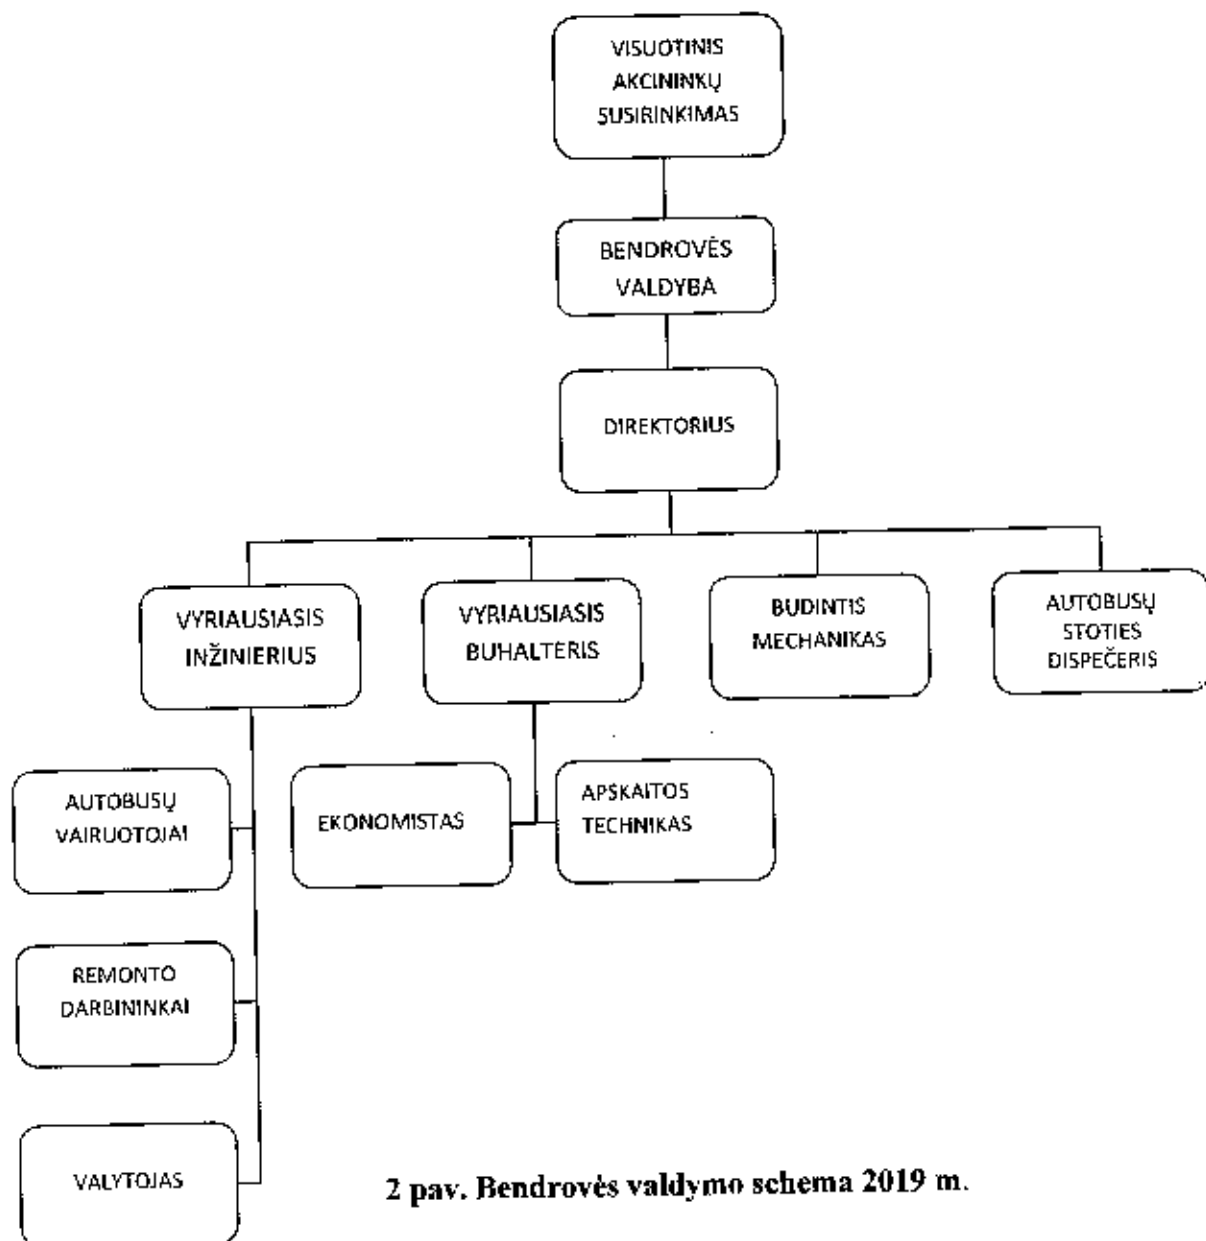 VISUOTINIS
AKCININKŲ
SUSIRINKIMAS
BENDROVĖS
VALDYBA
DIREKTORIUS
VYRIAUSIASIS
INŽINIERIUS
VYRIAUSIASIS
BUHALTERIS
BUDINTIS
MECHANIKAS
AUTOBUSŲ
STOTIES
DISPEČERIS
AUTOBUSŲ
VAIRUOTOJAI
EKONOMISTAS
APSKAITOS
TECHNIKAS
REMONTO
DARBININKAI
VALYTOJAS
2 pav. Bendrovės valdymo schema 2019 m.